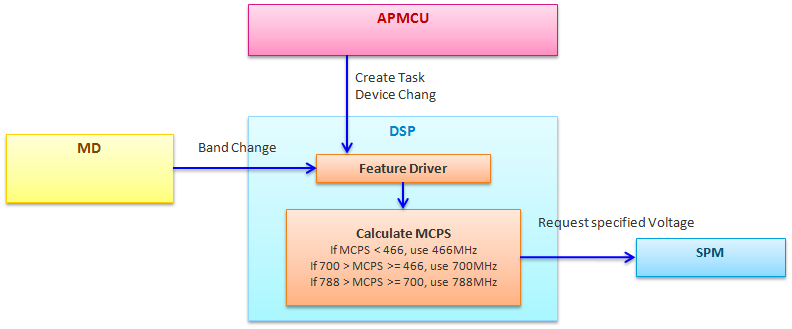 APMCU
Create Task
Device Chang
DSP
MD
Band Change
Feature Driver
Calculate MCPS
If MCPS < 466, use 466MHz
If 700 > MCPS >= 466, use 700MHz
If 788 > MCPS >= 700, use 788MHz
Request specified Voltage
SPM